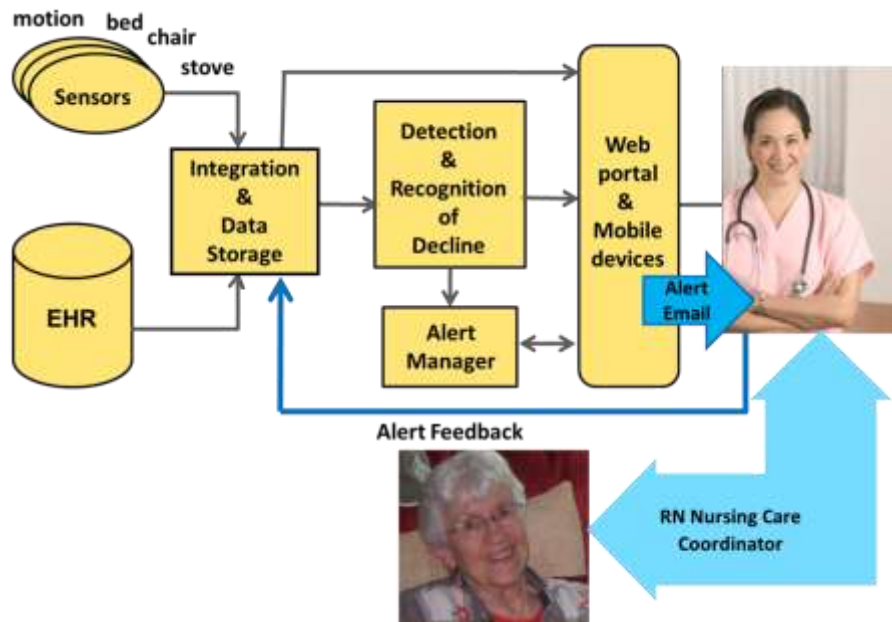 motion bed chair
stove
Sensors
Integration
&
Data
Storage
EHR
Detection
&
Recognition
of
Decline
Alert
Manager
Web
portal
&
Mobile
devices
Alert
Email
Alert Feedback
RN Nursing Care
Coordinator